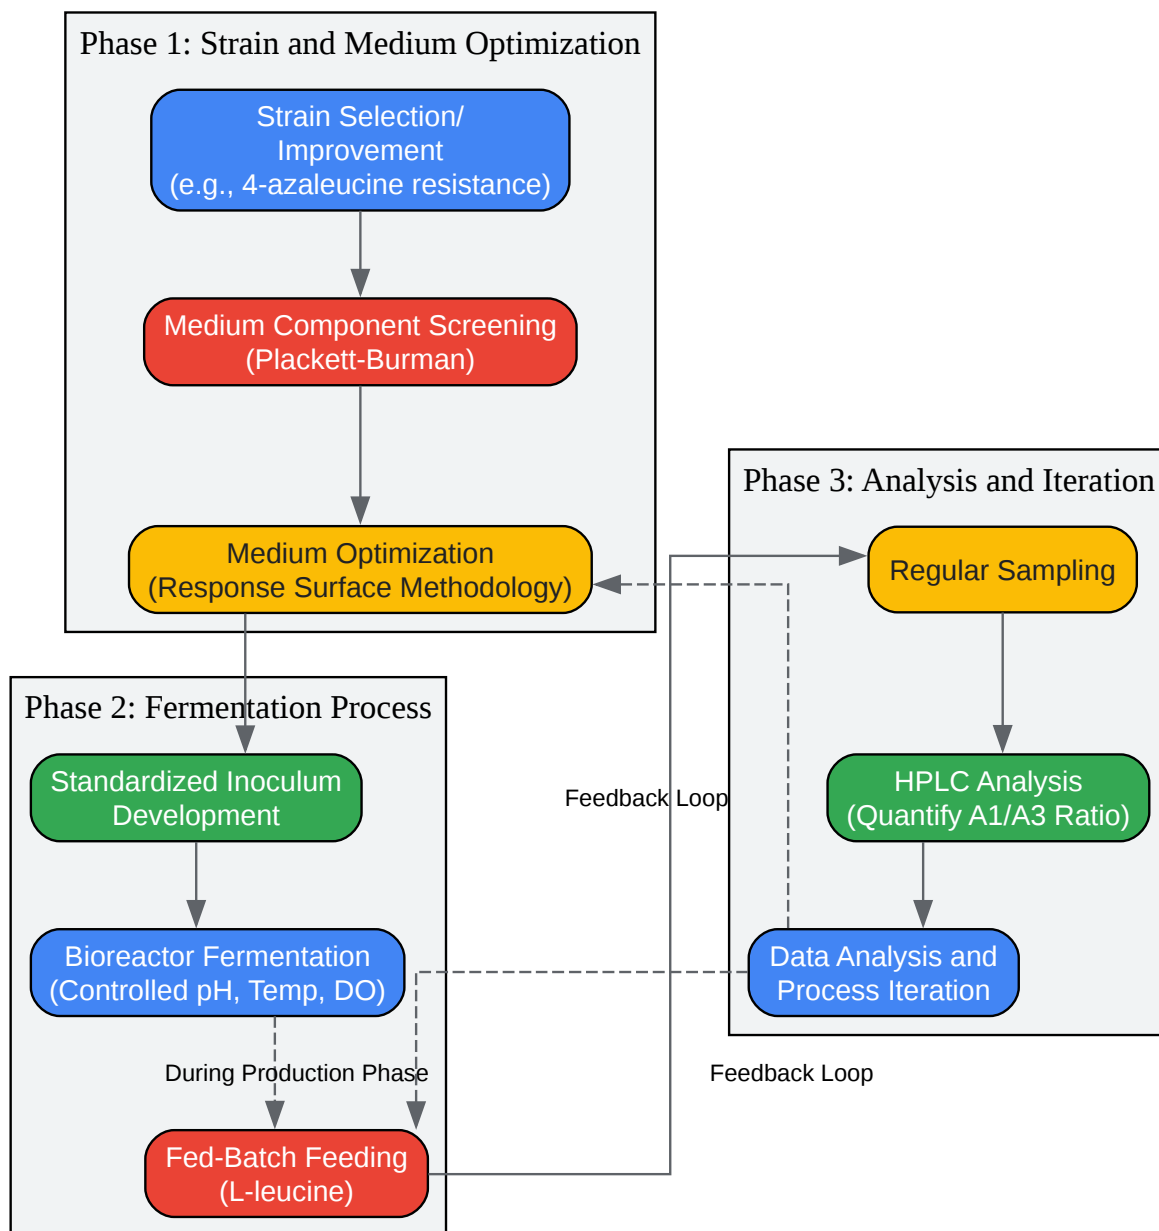 Phase 1: Strain and Medium Optimization
Strain Selection/
Improvement
(e.g., 4-azaleucine resistance)
Medium Component Screening
(Plackett-Burman)
Medium Optimization
(Response Surface Methodology)
Phase 2: Fermentation Process
Standardized Inoculum
Development
Bioreactor Fermentation
(Controlled pH, Temp, DO)
During Production Phase
Fed-Batch Feeding
(L-leucine)
Phase 3: Analysis and Iteration
Regular Sampling
HPLC Analysis
(Quantify A1/A3 Ratio)
Data Analysis and
Process Iteration
Feedback Loop
Feedback Loop